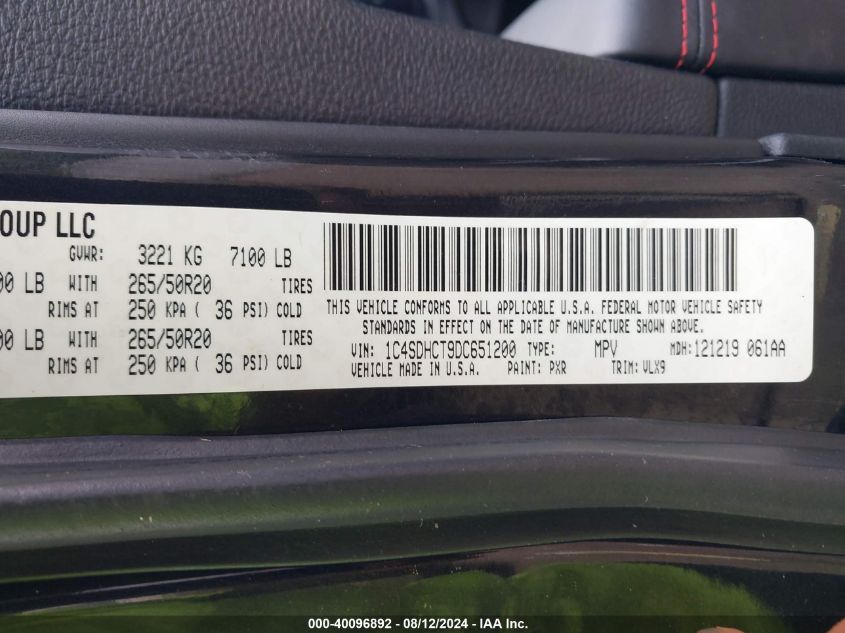 OUP LLC
GVWR: 3221 KG 7100 LB
00 LB WITH 265/50R20 TIRES
RIMS AT 250 KPA ( 36 PSI) COLD
00 LB WITH 265/50R20 TIRES
RIMS AT 250 KPA ( 36 PSI) COLD
THIS VEHICLE CONFORMS TO ALL APPLICABLE U.S.A. FEDERAL MOTOR VEHICLE SAFETY
STANDARDS IN EFFECT ON THE DATE OF MANUFACTURE SHOWN ABOVE.
VIN: 1C4SDHCT9DC651200 TYPE: MPV MDH:121219 061AA
VEHICLE MADE IN U.S.A. PAINT: PXR TRIM: VLX9
000-40096892 - 08/12/2024 - IAA Inc.